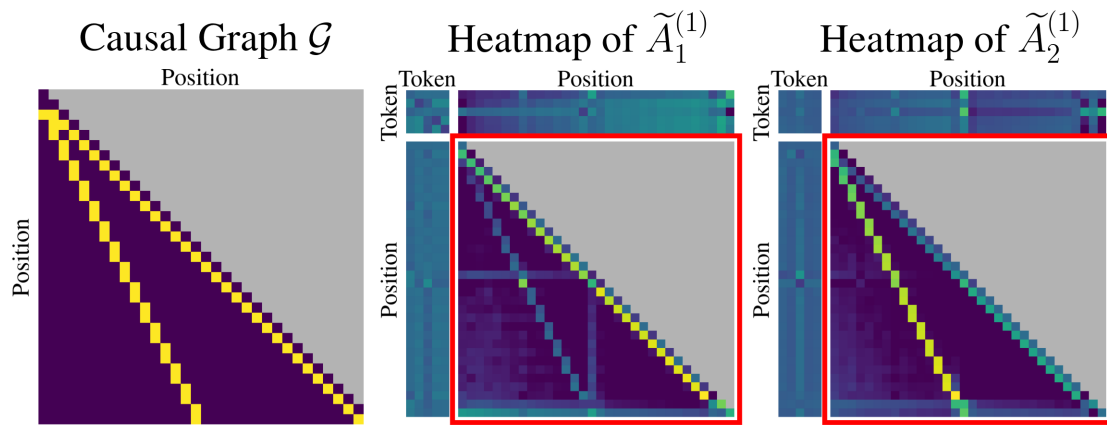 Causal Graph 𝒢
Position
Position
Heatmap of Ã₁⁽¹⁾
Token
Position
Token
Position
Heatmap of Ã₂⁽¹⁾
Token
Position
Token
Position